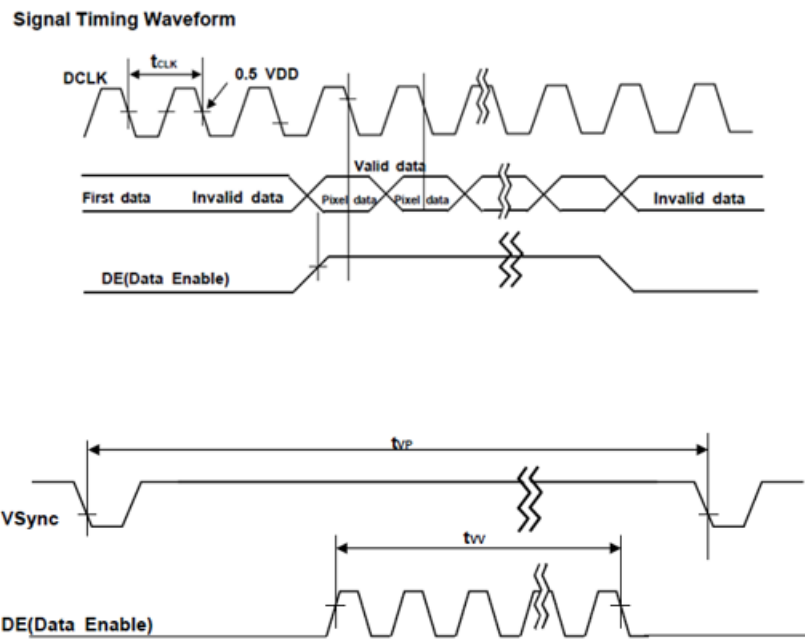 Signal Timing Waveform
tCLK
DCLK
0.5 VDD
Valid data
First data Invalid data Pixel data Pixel data Invalid data
DE(Data Enable)
tVP
VSync
tVV
DE(Data Enable)